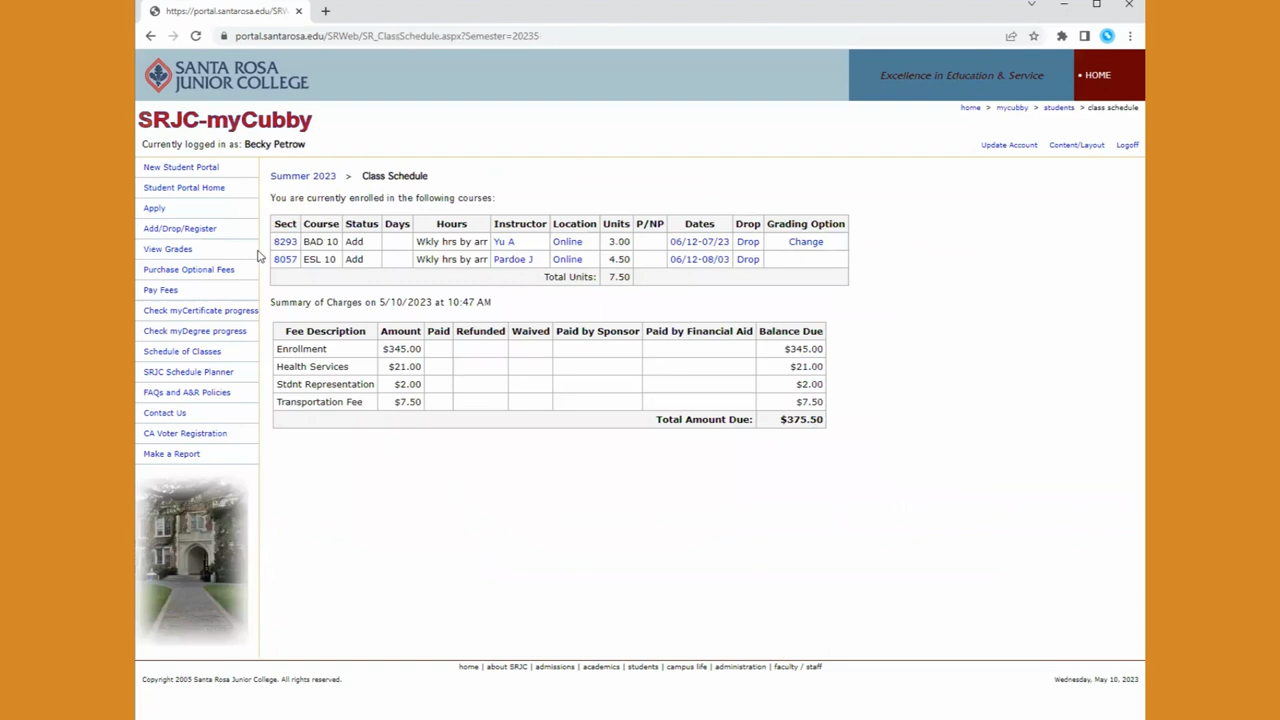 https://portal.santarosa.edu/SRW
portal.santarosa.edu/SRWeb/SR_ClassSchedule.aspx?Semester=20235
SANTA ROSA
JUNIOR COLLEGE
Excellence in Education & Service
• HOME
SRJC-myCubby
home > mycubby > students > class schedule
Currently logged in as: Becky Petrow
Update Account Content/Layout Logoff
New Student Portal
Student Portal Home
Apply
Add/Drop/Register
View Grades
Purchase Optional Fees
Pay Fees
Check myCertificate progress
Check myDegree progress
Schedule of Classes
SRJC Schedule Planner
FAQs and A&R Policies
Contact Us
CA Voter Registration
Make a Report
Summer 2023 > Class Schedule
You are currently enrolled in the following courses:
Sect Course Status Days Hours Instructor Location Units P/NP Dates Drop Grading Option
8293 BAD 10 Add Wkly hrs by arr Yu A Online 3.00 06/12-07/23 Drop Change
8057 ESL 10 Add Wkly hrs by arr Pardoe J Online 4.50 06/12-08/03 Drop
Total Units: 7.50
Summary of Charges on 5/10/2023 at 10:47 AM
Fee Description Amount Paid Refunded Waived Paid by Sponsor Paid by Financial Aid Balance Due
Enrollment $345.00 $345.00
Health Services $21.00 $21.00
Stdnt Representation $2.00 $2.00
Transportation Fee $7.50 $7.50
Total Amount Due: $375.50
home | about SRJC | admissions | academics | students | campus life | administration | faculty / staff
Copyright 2005 Santa Rosa Junior College. All rights reserved.
Wednesday, May 10, 2023